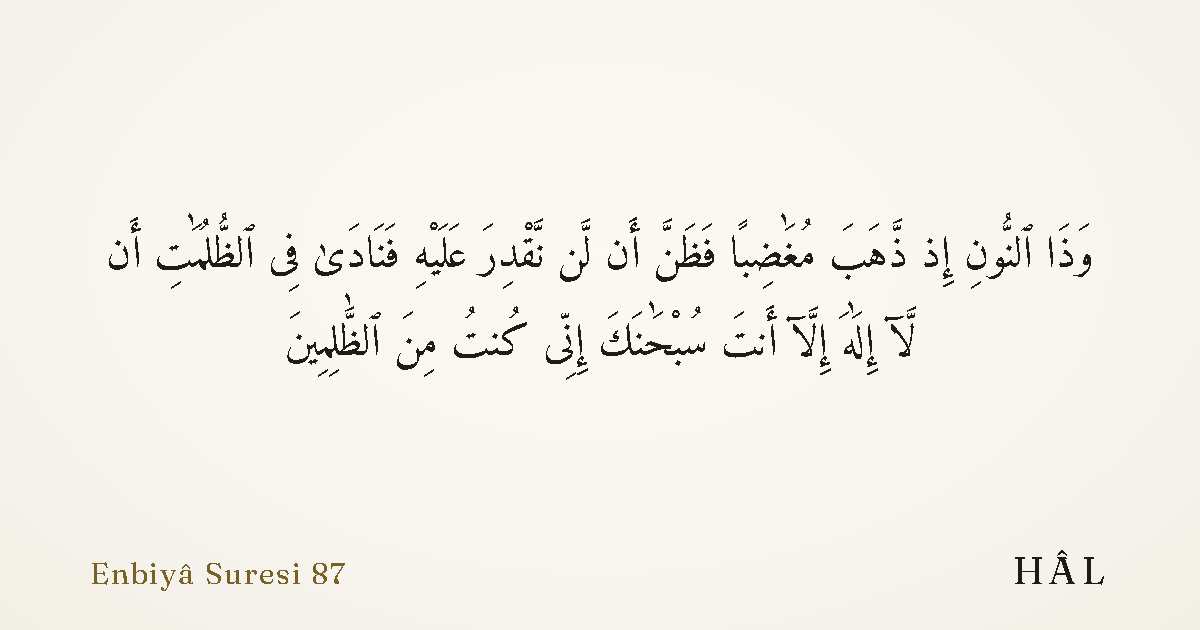 وَذَا ٱلنُّونِ إِذ ذَّهَبَ مُغَٰضِبًا فَظَنَّ أَن لَّن نَّقْدِرَ عَلَيْهِ فَنَادَىٰ فِى ٱلظُّلُمَٰتِ أَن
لَّآ إِلَٰهَ إِلَّآ أَنتَ سُبْحَٰنَكَ إِنِّى كُنتُ مِنَ ٱلظَّٰلِمِينَ
Enbiyâ Suresi 87
HÂL